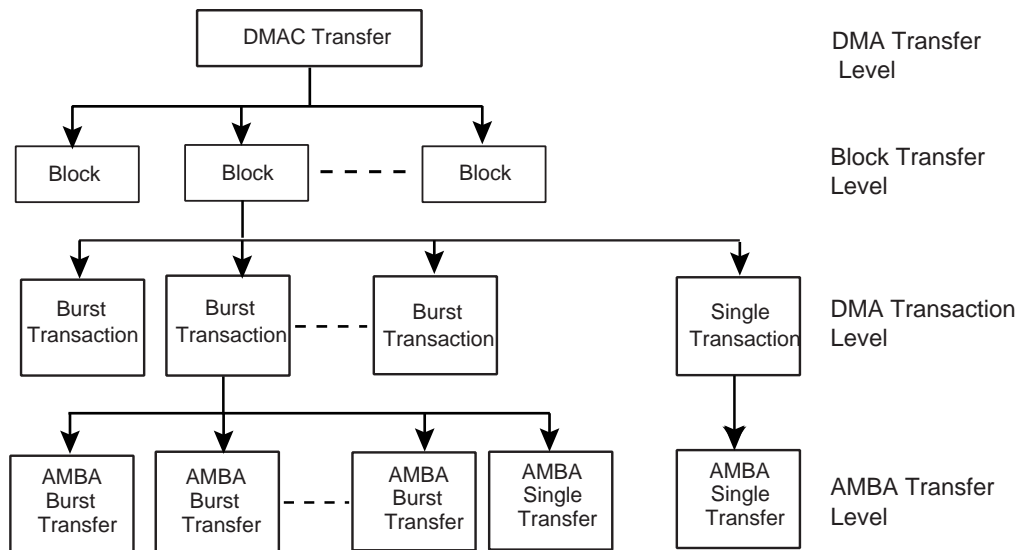 DMAC Transfer
DMA Transfer
Level
Block
Block
Block
Block Transfer
Level
Burst
Transaction
Burst
Transaction
Burst
Transaction
Single
Transaction
DMA Transaction
Level
AMBA
Burst
Transfer
AMBA
Burst
Transfer
AMBA
Burst
Transfer
AMBA
Single
Transfer
AMBA
Single
Transfer
AMBA Transfer
Level